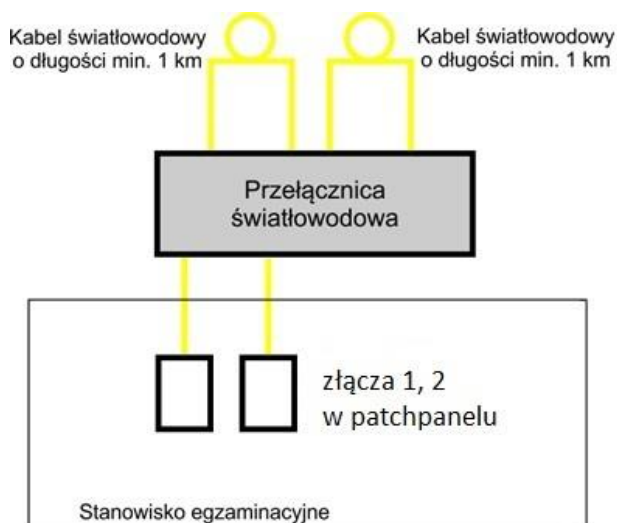 Kabel światłowodowy
o długości min. 1 km
Kabel światłowodowy
o długości min. 1 km
Przełącznica
światłowodowa
złącza 1, 2
w patchpanelu
Stanowisko egzaminacyjne